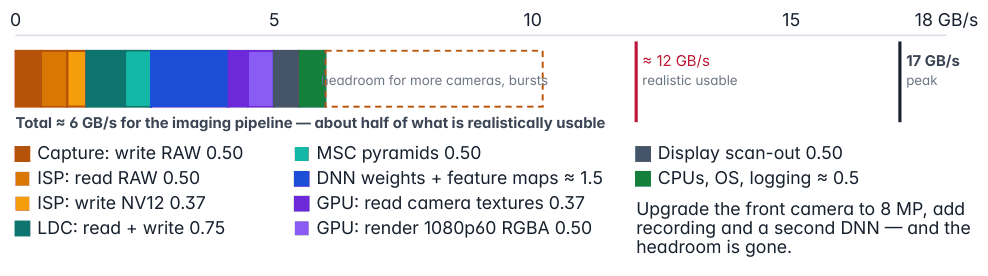 0 5 10 15 18 GB/s
≈ 12 GB/s
realistic usable
17 GB/s
peak
headroom for more cameras, bursts
Total ≈ 6 GB/s for the imaging pipeline — about half of what is realistically usable
Capture: write RAW 0.50
ISP: read RAW 0.50
ISP: write NV12 0.37
LDC: read + write 0.75
MSC pyramids 0.50
DNN weights + feature maps ≈ 1.5
GPU: read camera textures 0.37
GPU: render 1080p60 RGBA 0.50
Display scan-out 0.50
CPUs, OS, logging ≈ 0.5
Upgrade the front camera to 8 MP, add
recording and a second DNN — and the
headroom is gone.